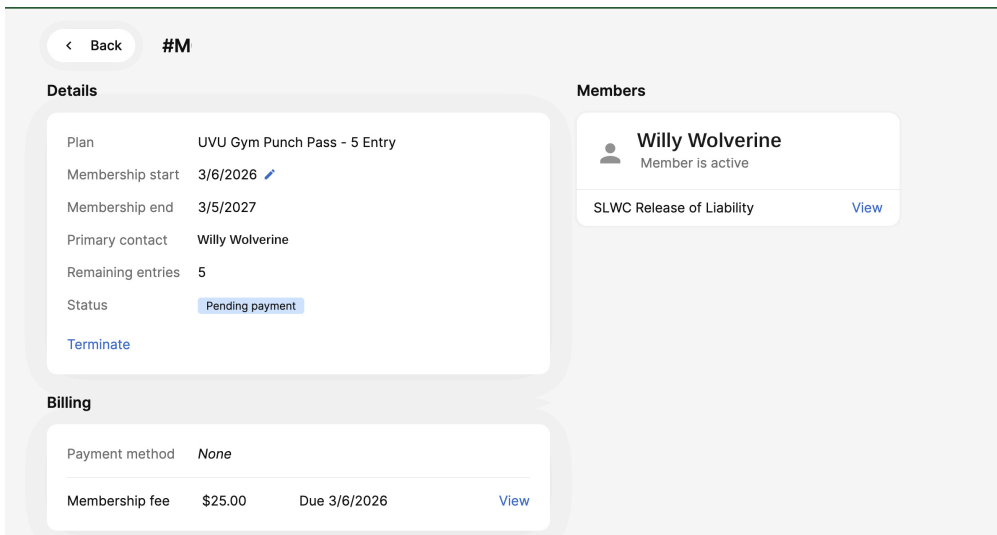 Back #M
Details
Plan UVU Gym Punch Pass - 5 Entry
Membership start 3/6/2026
Membership end 3/5/2027
Primary contact Willy Wolverine
Remaining entries 5
Status Pending payment
Terminate
Billing
Payment method None
Membership fee $25.00 Due 3/6/2026 View
Members
Willy Wolverine
Member is active
SLWC Release of Liability View